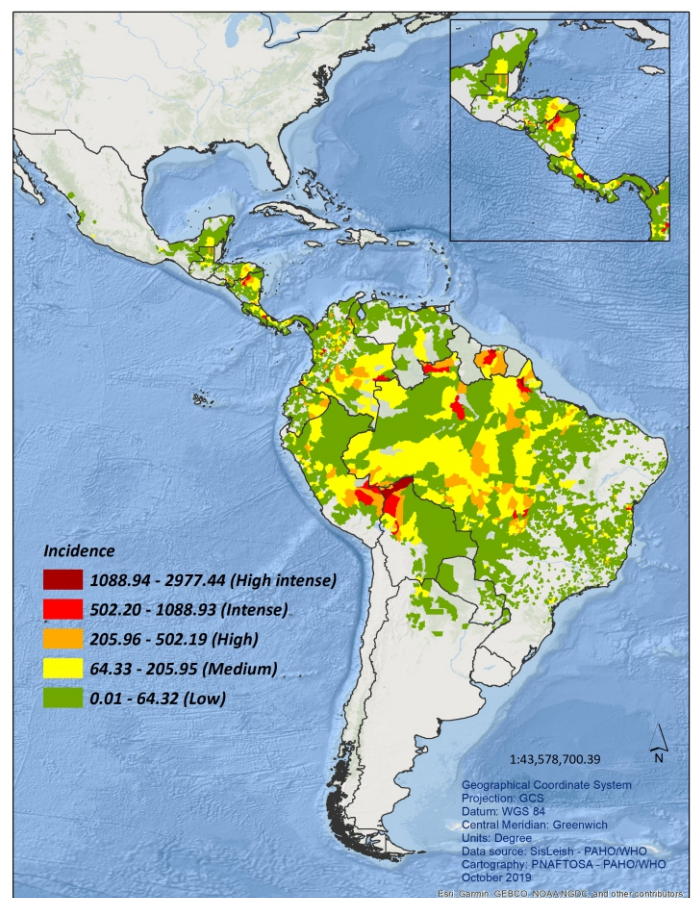 Incidence
1088.94 - 2977.44 (High intense)
502.20 - 1088.93 (Intense)
205.96 - 502.19 (High)
64.33 - 205.95 (Medium)
0.01 - 64.32 (Low)
1:43,578,700.39
N
Geographical Coordinate System
Projection: GCS
Datum: WGS 84
Central Meridian: Greenwich
Units: Degree
Data source: SisLeish - PAHO/WHO
Cartography: PNAFTOSA - PAHO/WHO
October 2019
Esri, Garmin, GEBCO, NOAA NGDC, and other contributors